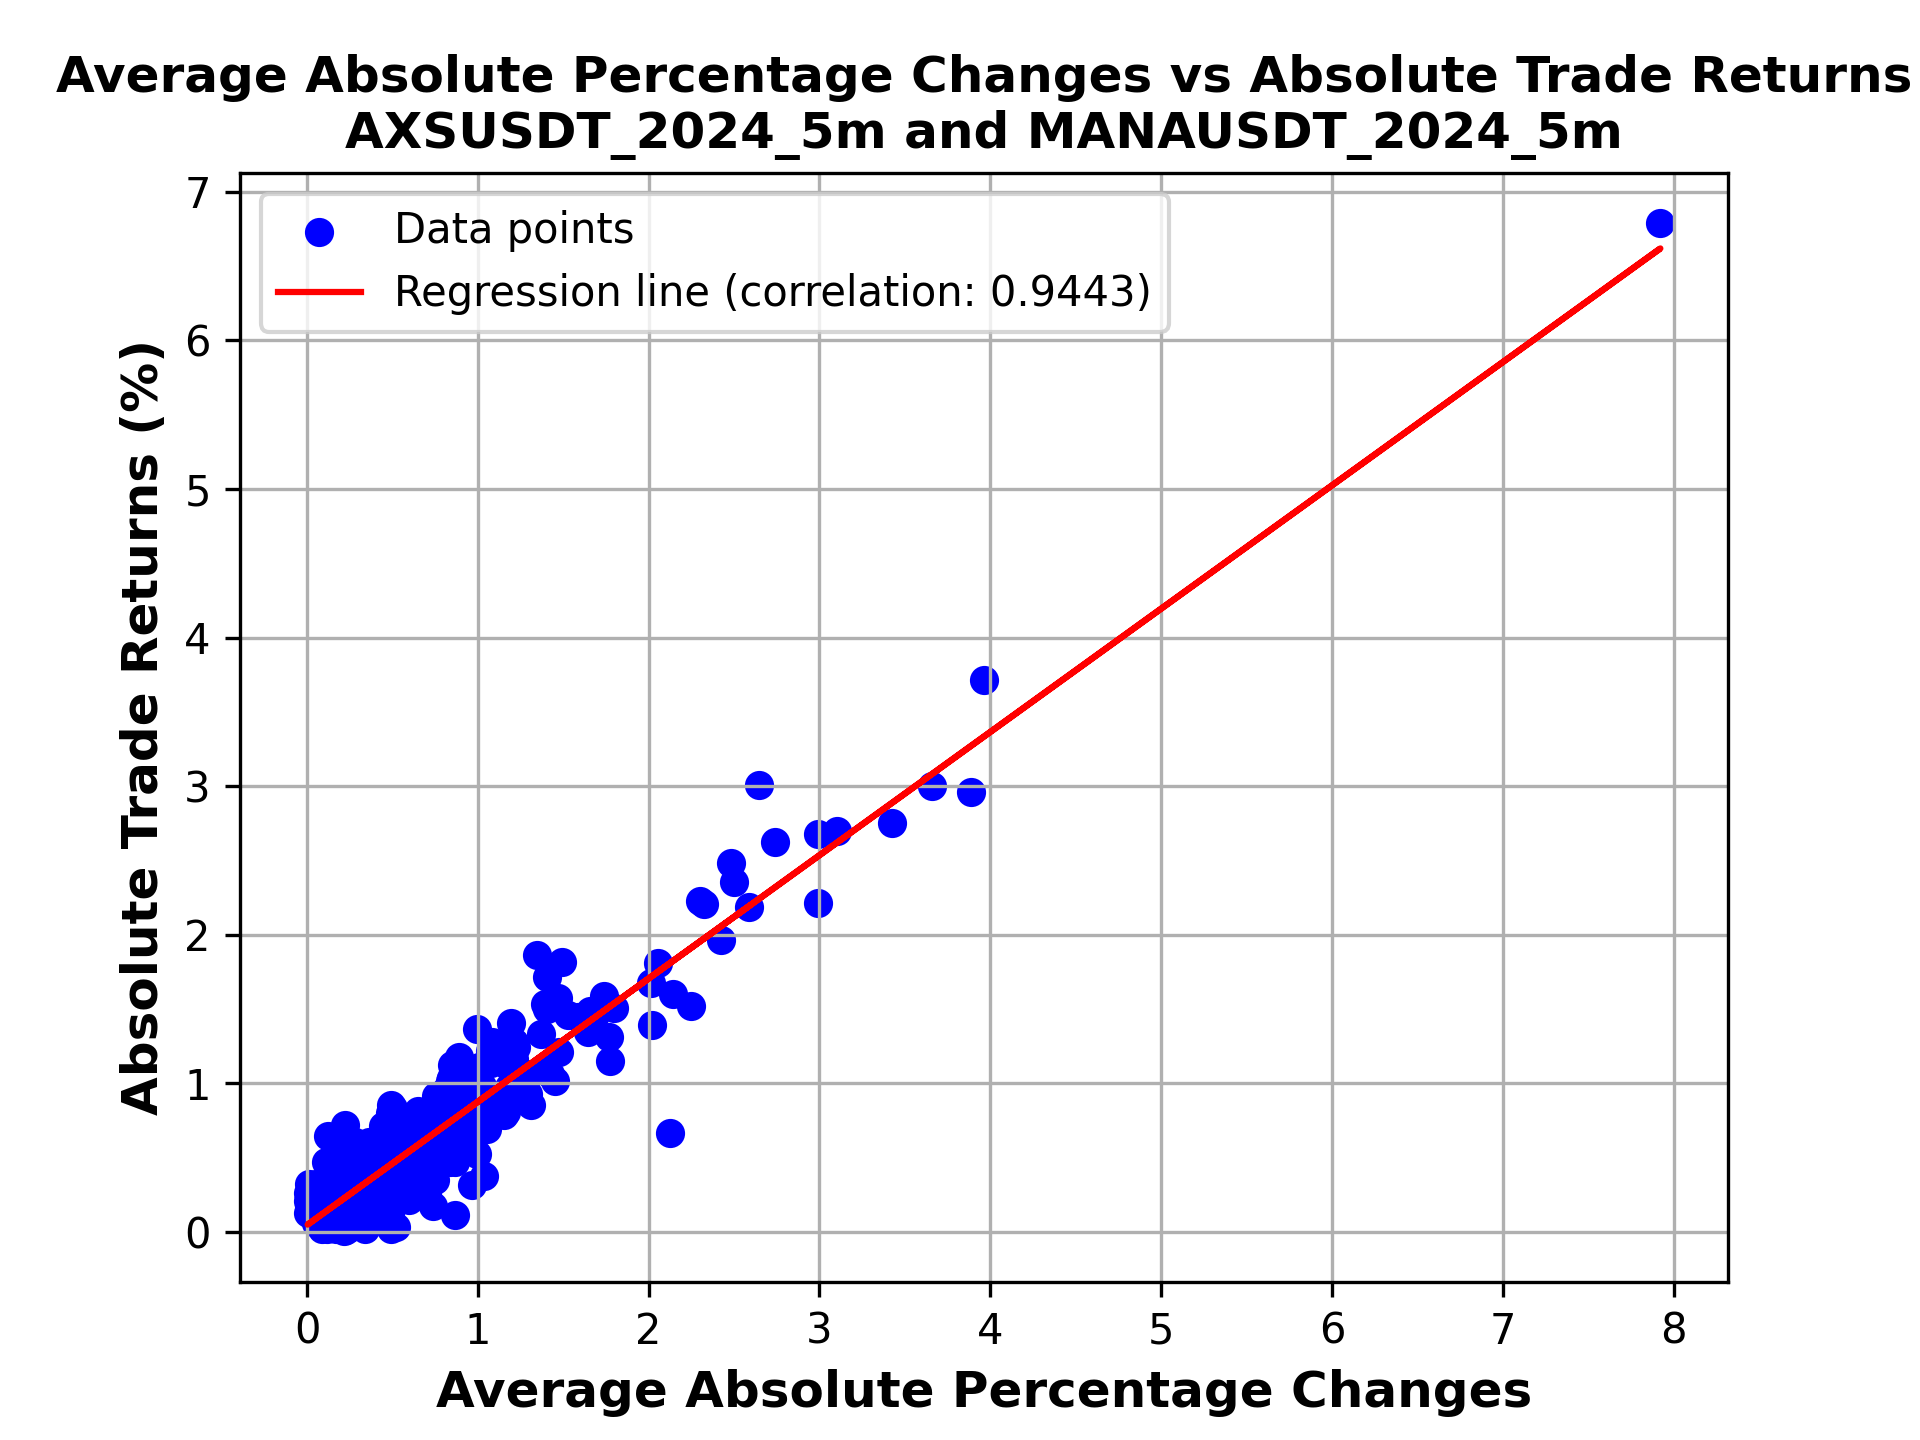 Average Absolute Percentage Changes vs Absolute Trade Returns
AXSUSDT_2024_5m and MANAUSDT_2024_5m
Data points
Regression line (correlation: 0.9443)
Absolute Trade Returns (%)
7
6
5
4
3
2
1
0
0 1 2 3 4 5 6 7 8
Average Absolute Percentage Changes